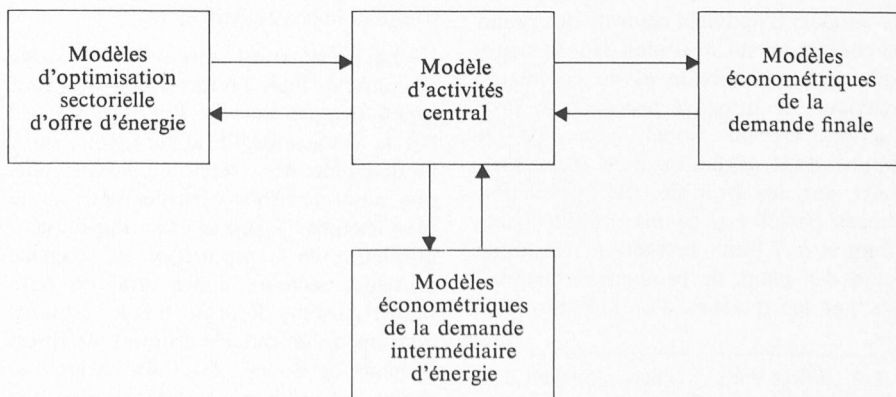 Modèles
d'optimisation
sectorielle
d'offre d'énergie
Modèle
d'activités
central
Modèles
économétriques
de la
demande finale
Modèles
économétriques
de la demande
intermédiaire
d'énergie